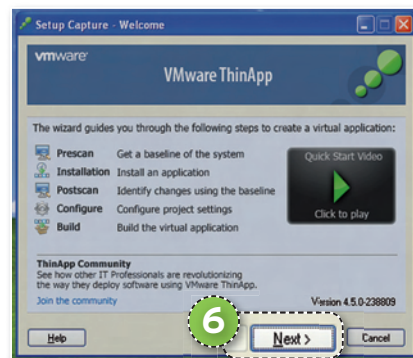 Setup Capture - Welcome
vmware
VMware ThinApp
The wizard guides you through the following steps to create a virtual application:
Prescan Get a baseline of the system
Installation Install an application
Postscan Identify changes using the baseline
Configure Configure project settings
Build Build the virtual application
Quick Start Video
Click to play
ThinApp Community
See how other IT Professionals are revolutionizing
the way they deploy software using VMware ThinApp.
Join the community
Version 4.5.0-238809
6
Help
Next >
Cancel